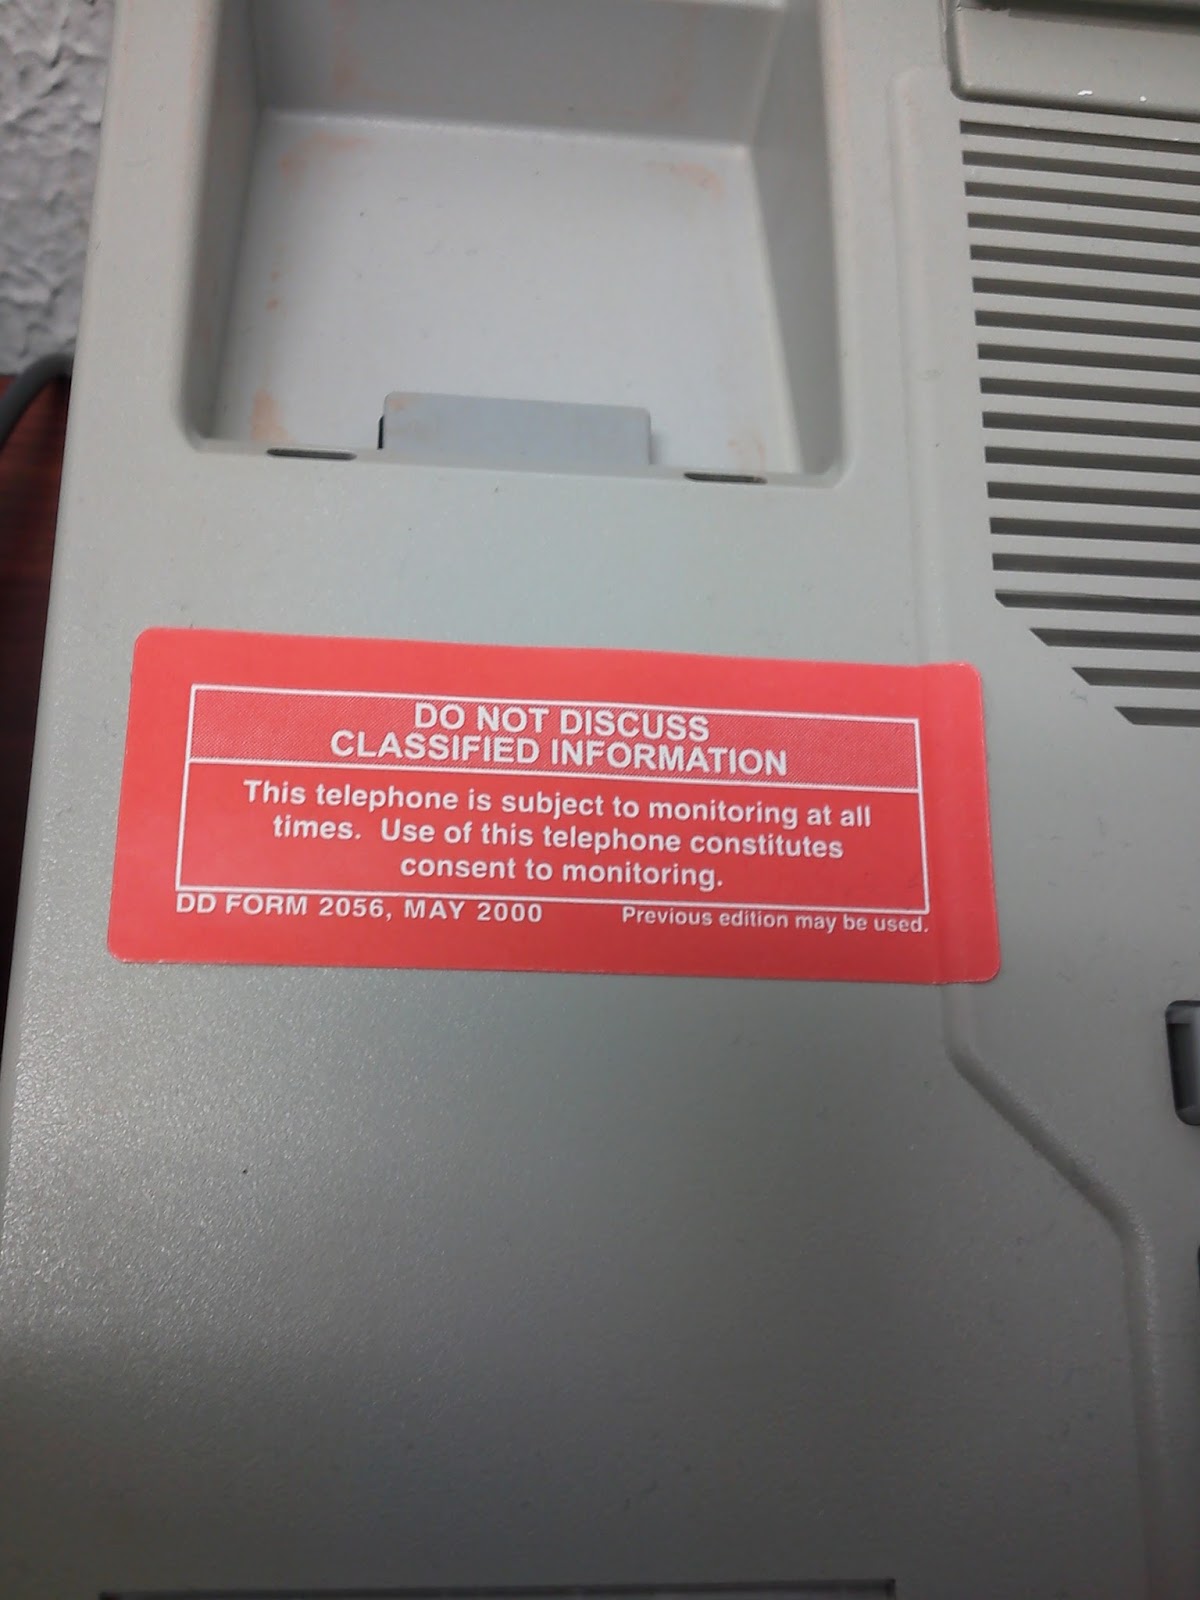 DO NOT DISCUSS
CLASSIFIED INFORMATION
This telephone is subject to monitoring at all
times.  Use of this telephone constitutes
consent to monitoring.
DD FORM 2056, MAY 2000 Previous edition may be used.